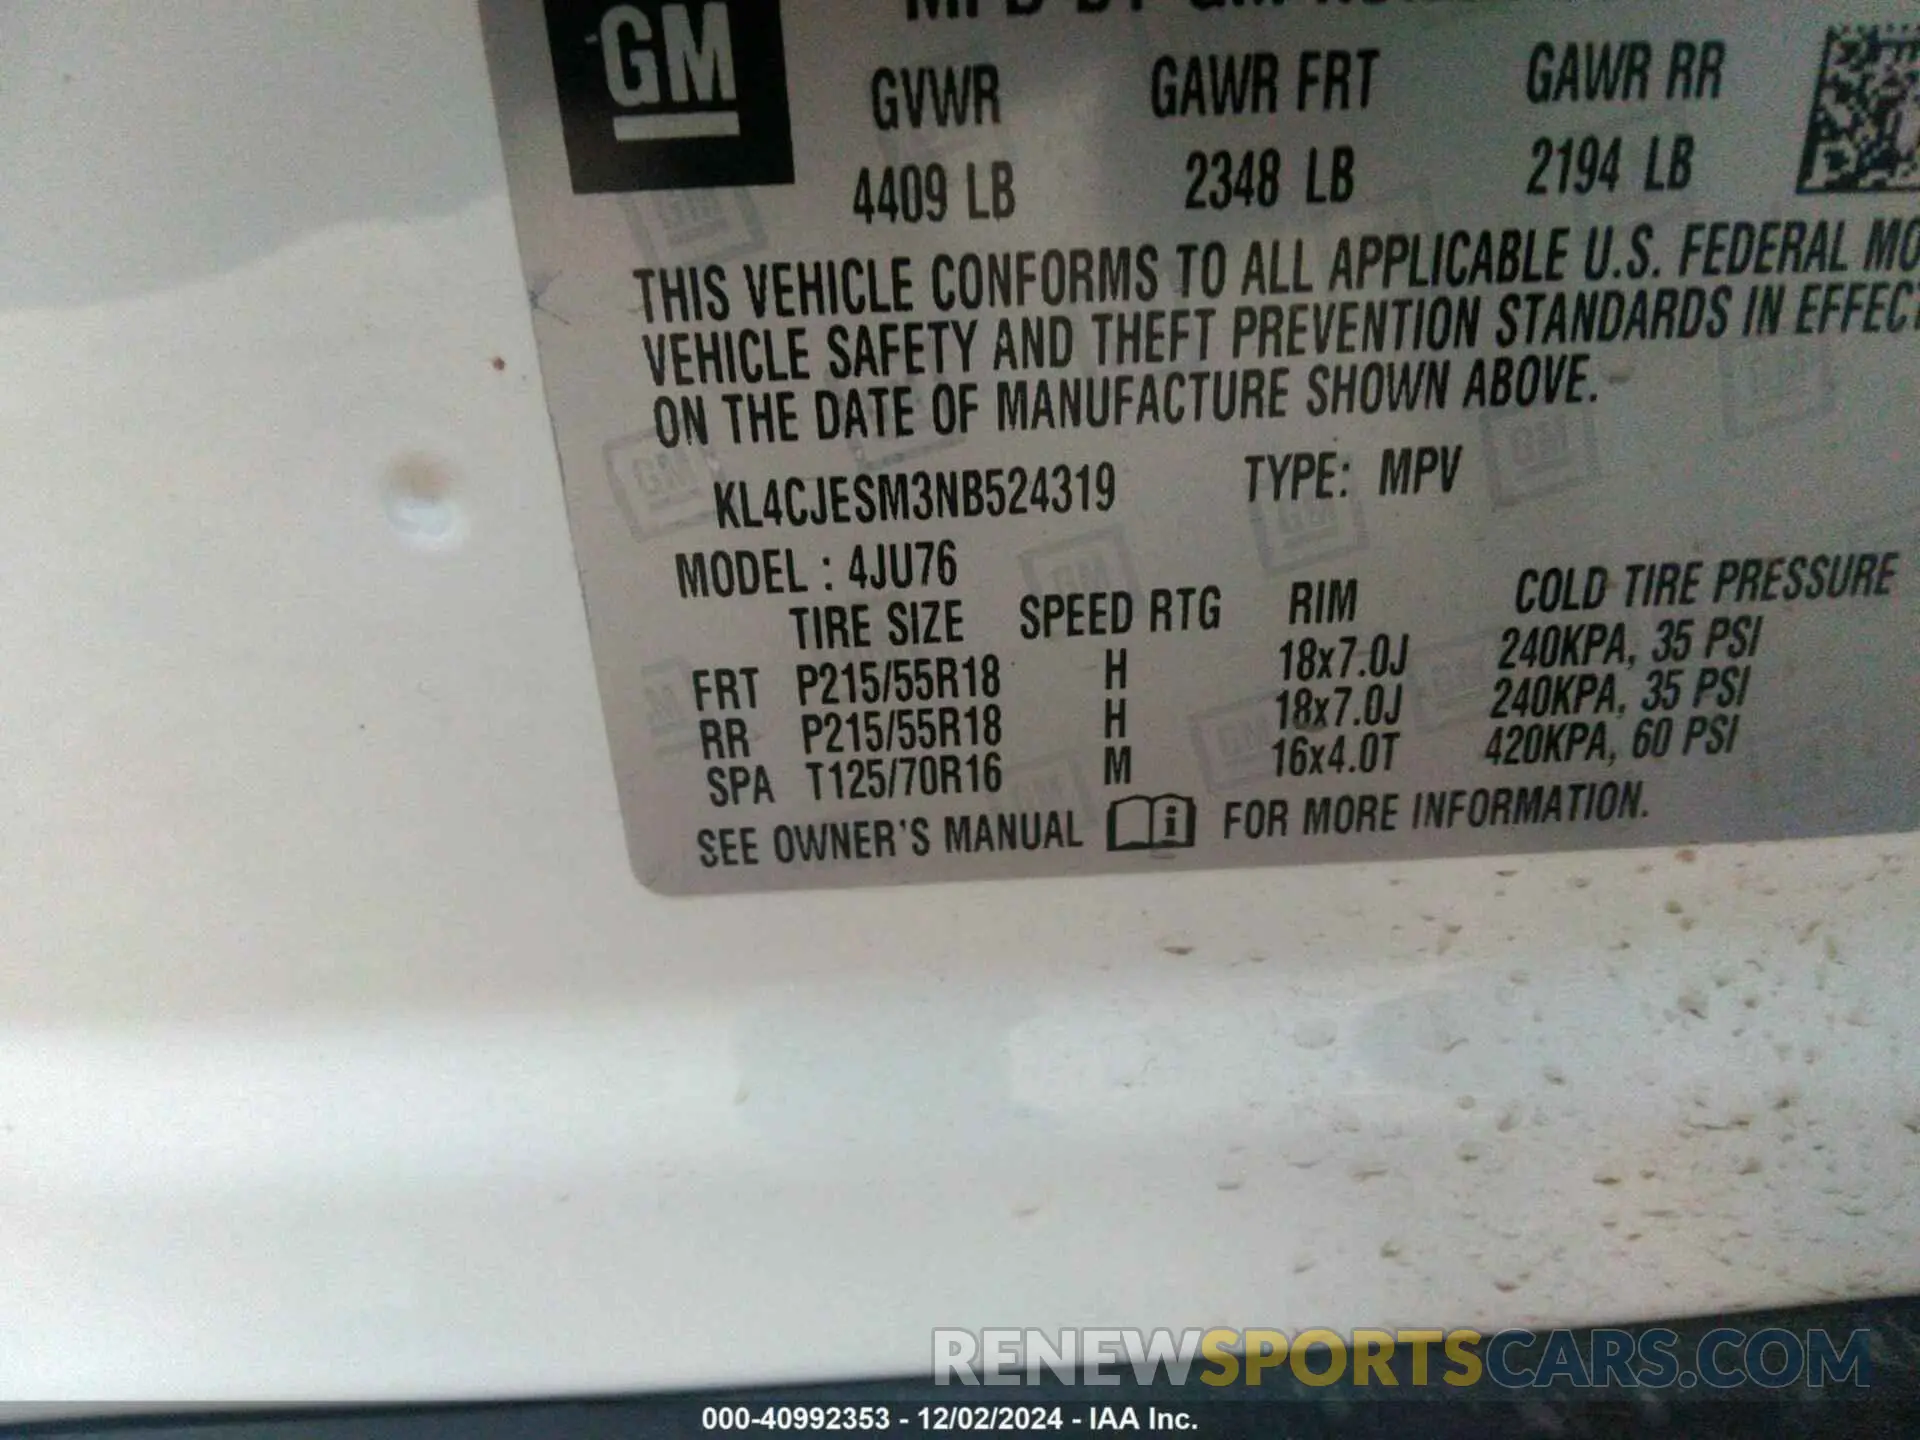 GM
GVWR GAWR FRT GAWR RR
4409 LB 2348 LB 2194 LB
THIS VEHICLE CONFORMS TO ALL APPLICABLE U.S. FEDERAL MO
VEHICLE SAFETY AND THEFT PREVENTION STANDARDS IN EFFECT
ON THE DATE OF MANUFACTURE SHOWN ABOVE.
KL4CJESM3NB524319 TYPE: MPV
MODEL : 4JU76
TIRE SIZE SPEED RTG RIM COLD TIRE PRESSURE
FRT P215/55R18 H 18x7.0J 240KPA, 35 PSI
RR P215/55R18 H 18x7.0J 240KPA, 35 PSI
SPA T125/70R16 M 16x4.0T 420KPA, 60 PSI
SEE OWNER'S MANUAL i FOR MORE INFORMATION.
RENEWSPORTSCARS.COM
000-40992353 - 12/02/2024 - IAA Inc.